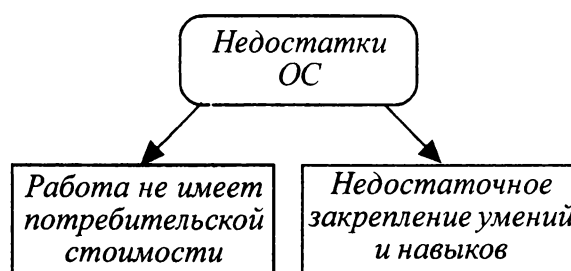 Недостатки
ОС
Работа не имеет
потребительской
стоимости
Недостаточное
закрепление умений
и навыков